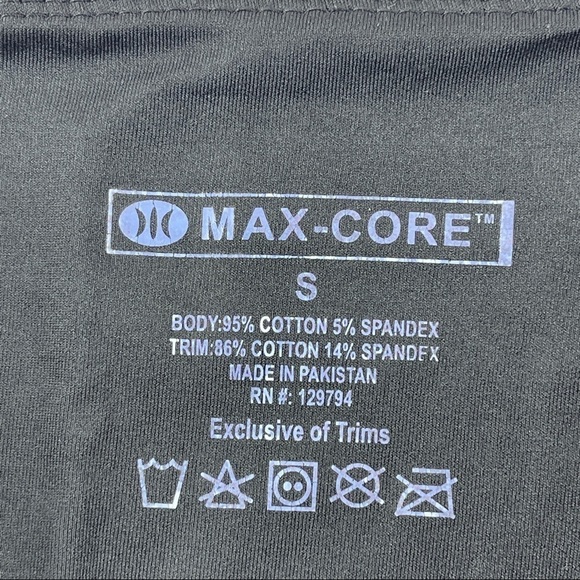 MAX-CORE™
S
BODY:95% COTTON 5% SPANDEX
TRIM:86% COTTON 14% SPANDEX
MADE IN PAKISTAN
RN #: 129794
Exclusive of Trims